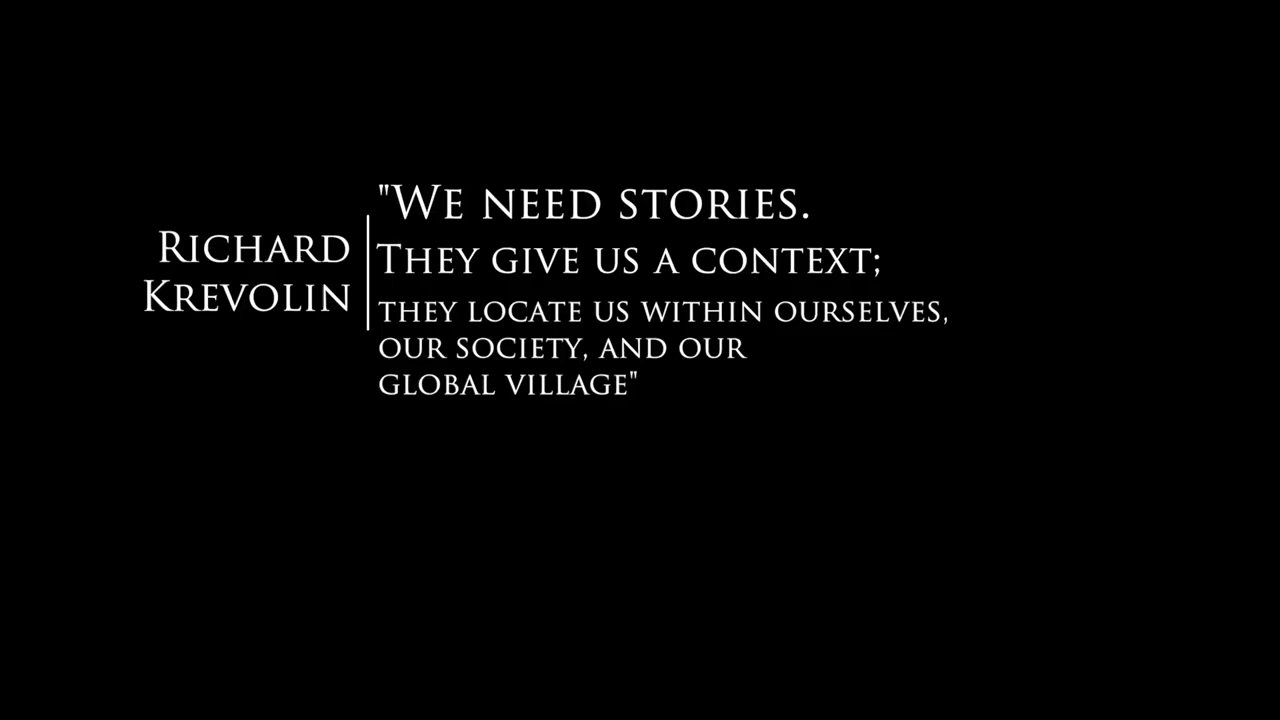 Richard
Krevolin
"We need stories.
They give us a context;
they locate us within ourselves,
our society, and our
global village"